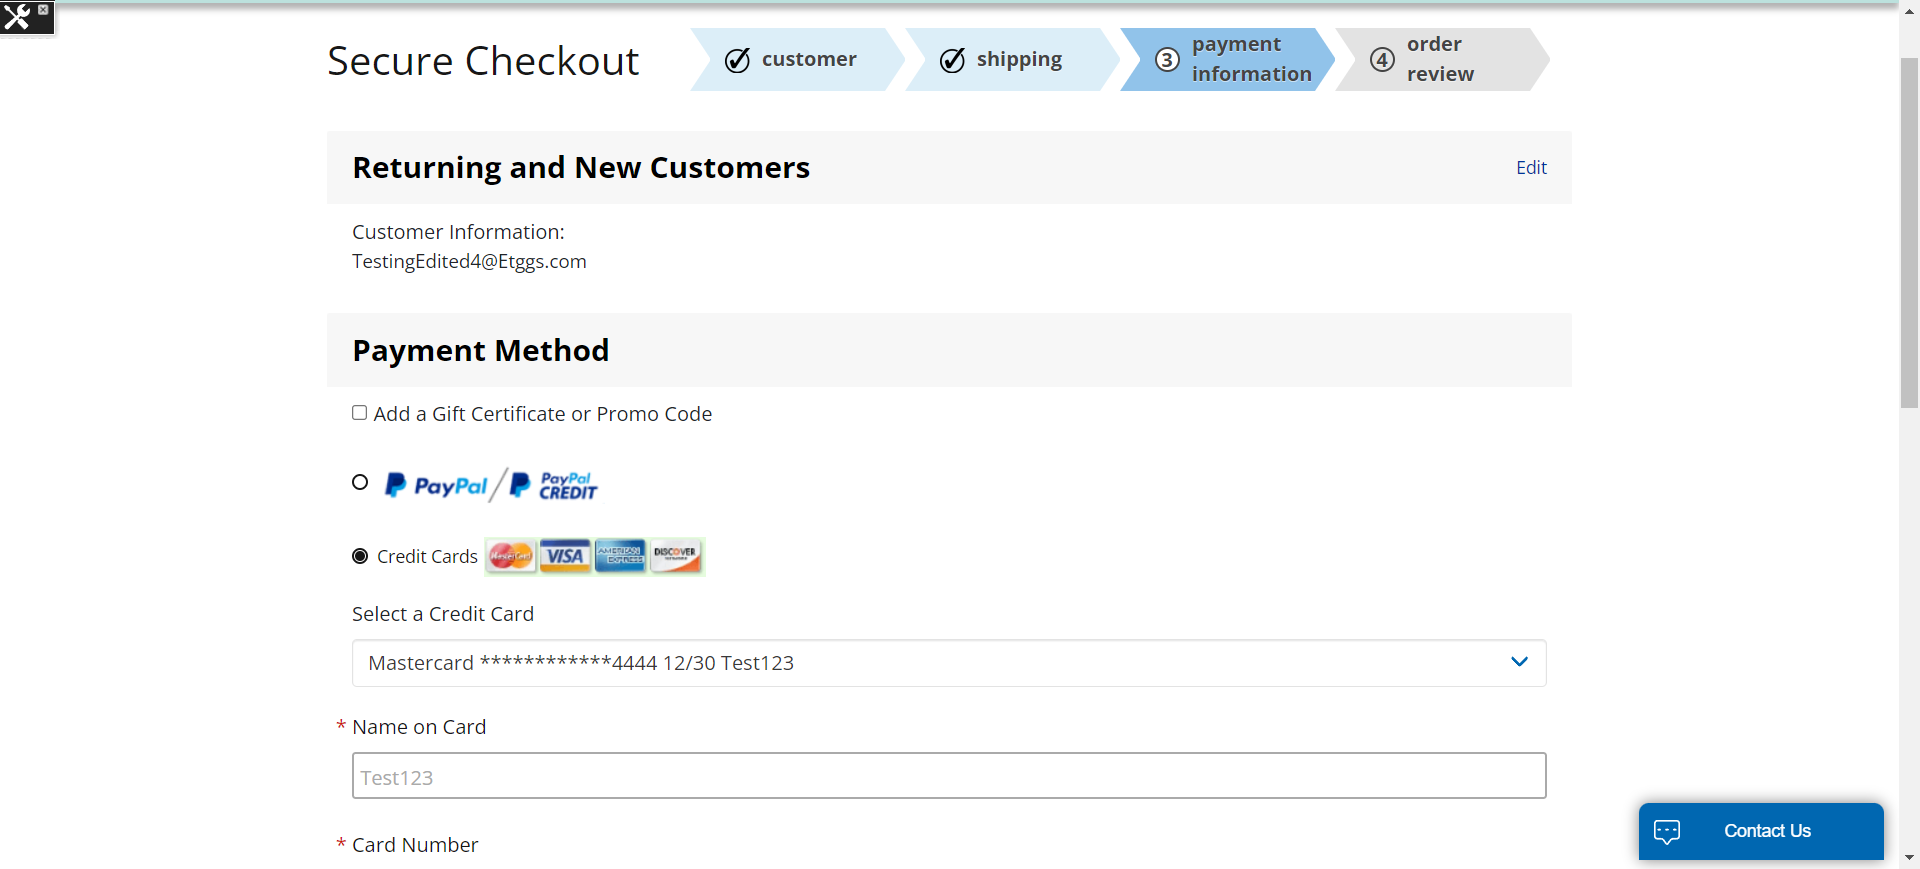 Secure Checkout
customer
shipping
3 payment information
4 order review
Returning and New Customers
Edit
Customer Information:
TestingEdited4@Etggs.com
Payment Method
Add a Gift Certificate or Promo Code
PayPal / PayPal CREDIT
Credit Cards MasterCard VISA AMERICAN EXPRESS DISCOVER
Select a Credit Card
Mastercard ************4444 12/30 Test123
* Name on Card
Test123
* Card Number
Contact Us